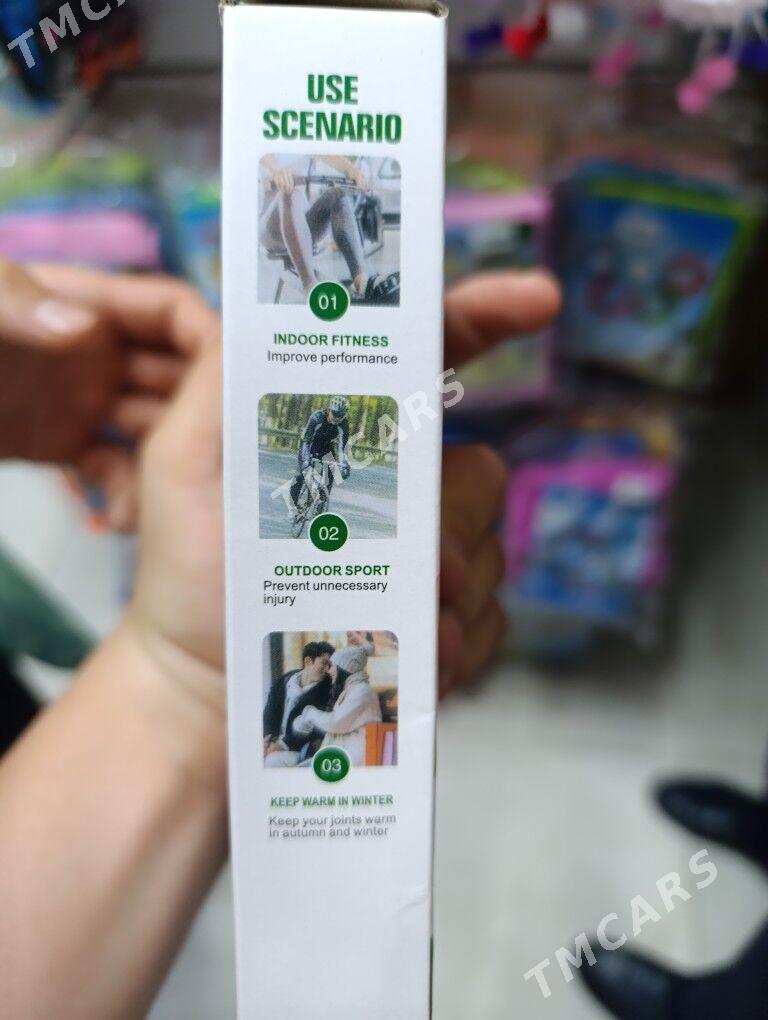 TMCARS
USE
SCENARIO
01
INDOOR FITNESS
Improve performance
TMCARS
02
OUTDOOR SPORT
Prevent unnecessary
injury
03
KEEP WARM IN WINTER
Keep your joints warm
in autumn and winter
TMCARS